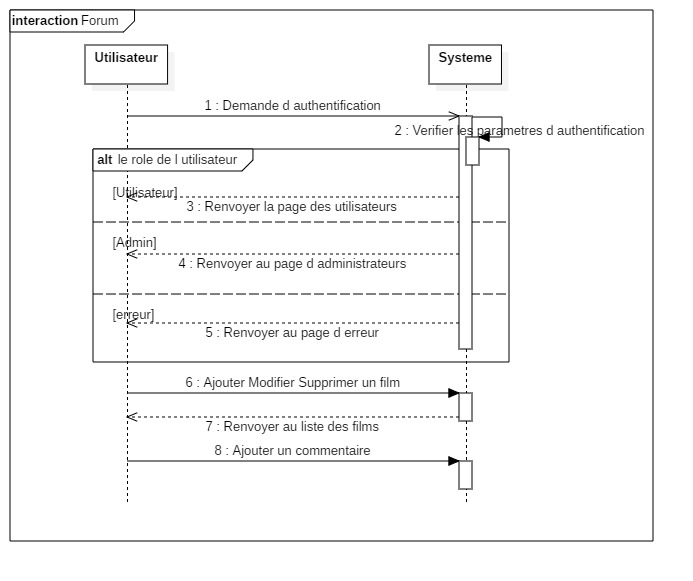 interaction Forum
Utilisateur
Systeme
1 : Demande d authentification
2 : Verifier les parametres d authentification
alt le role de l utilisateur
[Utilisateur]
3 : Renvoyer la page des utilisateurs
[Admin]
4 : Renvoyer au page d administrateurs
[erreur]
5 : Renvoyer au page d erreur
6 : Ajouter Modifier Supprimer un film
7 : Renvoyer au liste des films
8 : Ajouter un commentaire